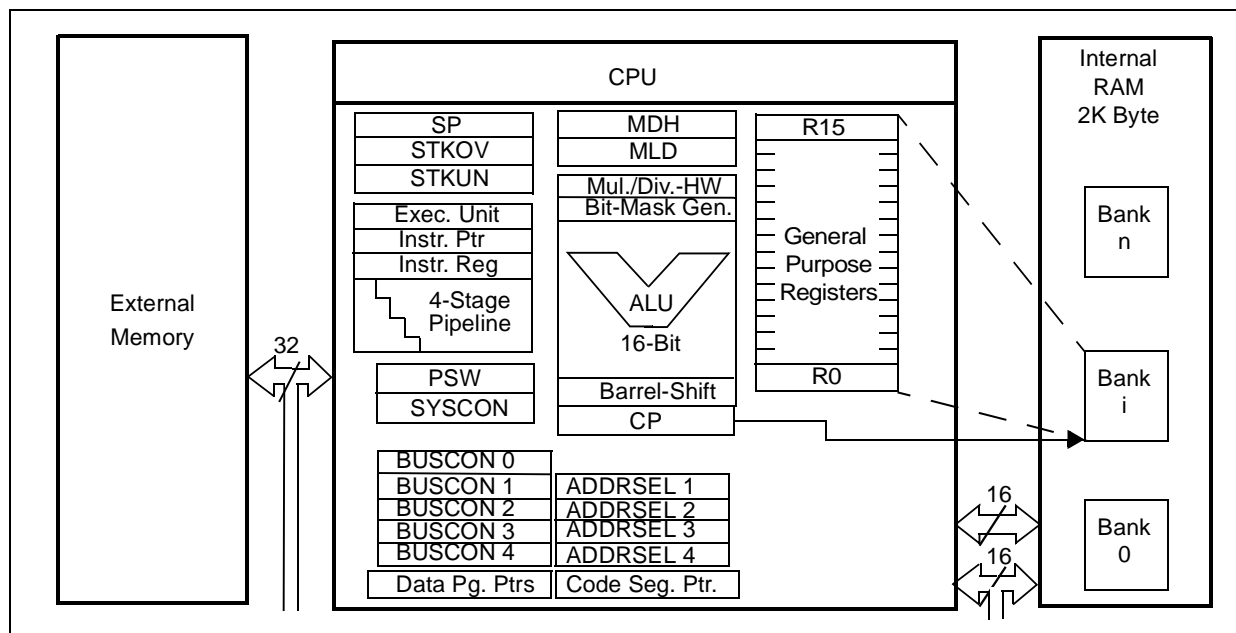 External
Memory
32
CPU
SP
STKOV
STKUN
Exec. Unit
Instr. Ptr
Instr. Reg
4-Stage
Pipeline
PSW
SYSCON
BUSCON 0
BUSCON 1
BUSCON 2
BUSCON 3
BUSCON 4
Data Pg. Ptrs
MDH
MLD
Mul./Div.-HW
Bit-Mask Gen.
ALU
16-Bit
Barrel-Shift
CP
ADDRSEL 1
ADDRSEL 2
ADDRSEL 3
ADDRSEL 4
Code Seg. Ptr.
R15
General
Purpose
Registers
R0
16
16
Internal
RAM
2K Byte
Bank
n
Bank
i
Bank
0